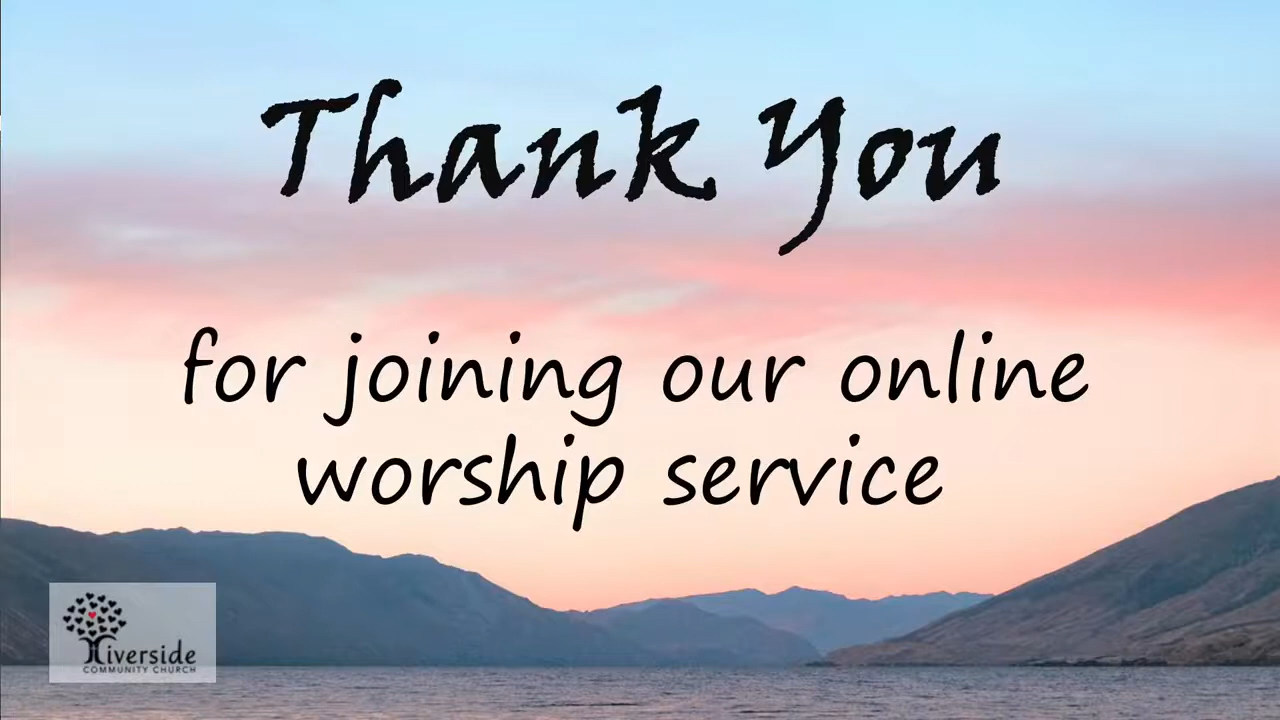 Thank You
for joining our online
worship service
Riverside
COMMUNITY CHURCH